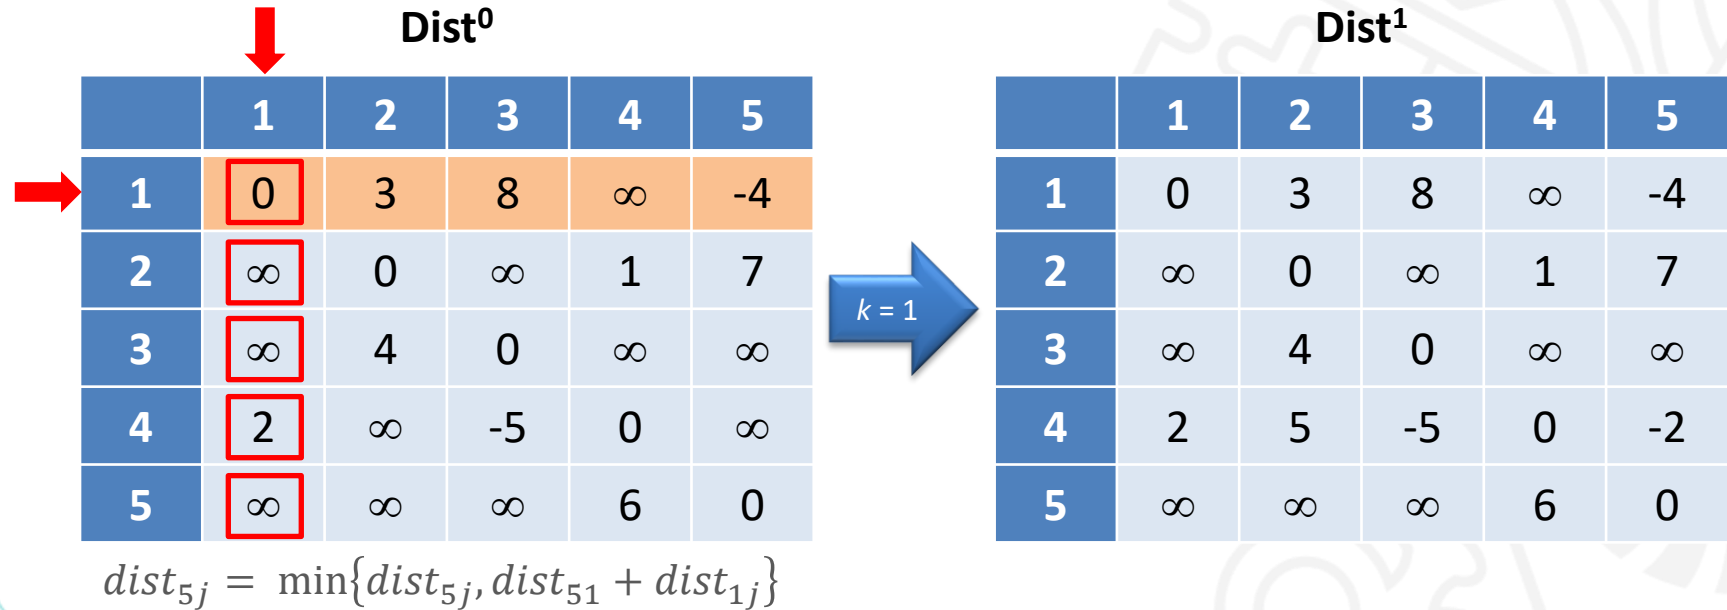 Dist⁰
1 2 3 4 5
1 0 3 8 ∞ -4
2 ∞ 0 ∞ 1 7
3 ∞ 4 0 ∞ ∞
4 2 ∞ -5 0 ∞
5 ∞ ∞ ∞ 6 0
dist₅ⱼ = min{dist₅ⱼ, dist₅₁ + dist₁ⱼ}
k = 1
Dist¹
1 2 3 4 5
1 0 3 8 ∞ -4
2 ∞ 0 ∞ 1 7
3 ∞ 4 0 ∞ ∞
4 2 5 -5 0 -2
5 ∞ ∞ ∞ 6 0